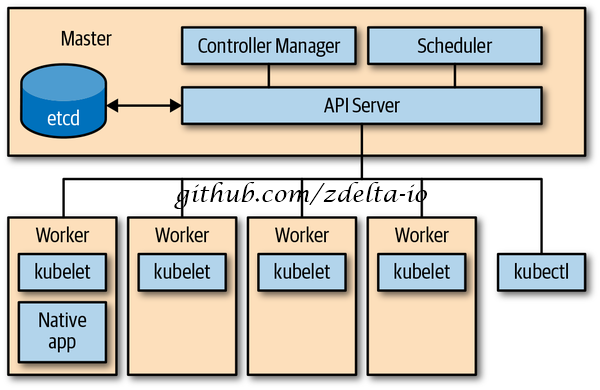 Master
Controller Manager
Scheduler
etcd
API Server
github.com/zdelta-io
Worker
Worker
Worker
Worker
kubelet
kubelet
kubelet
kubelet
kubectl
Native
app